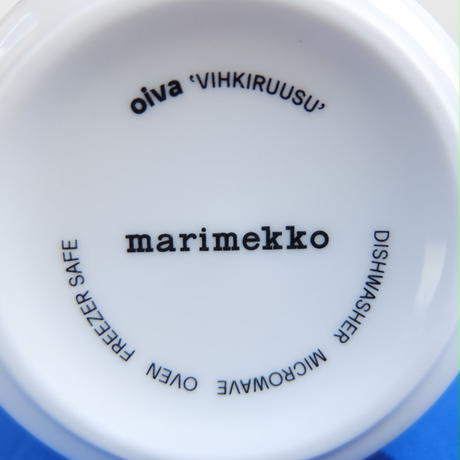 oiva 'VIHKIRUUSU'
marimekko
DISHWASHER MICROWAVE OVEN FREEZER SAFE